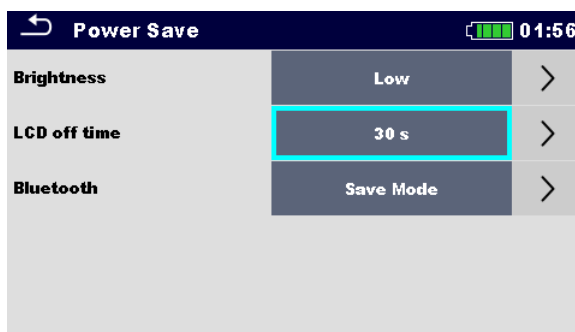 Power Save 01:56
Brightness Low
LCD off time 30 s
Bluetooth Save Mode